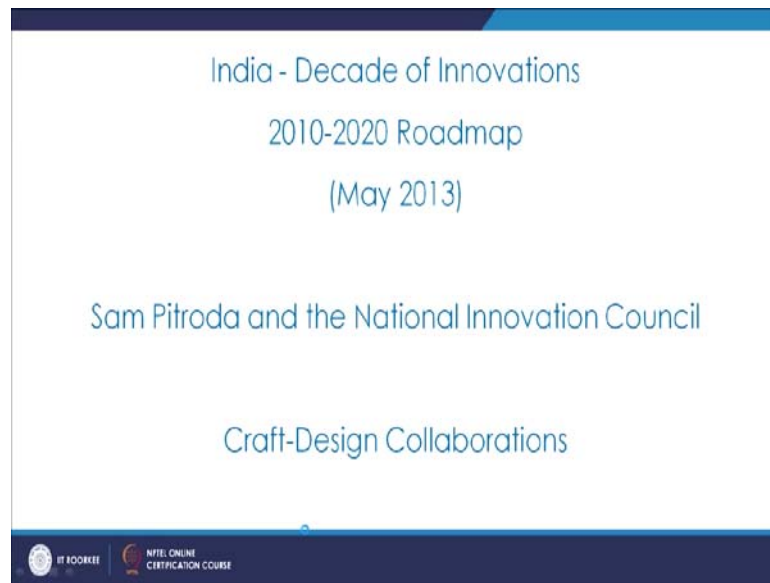 India - Decade of Innovations
2010-2020 Roadmap
(May 2013)
Sam Pitroda and the National Innovation Council
Craft-Design Collaborations
IIT ROORKEE
NPTEL ONLINE
CERTIFICATION COURSE